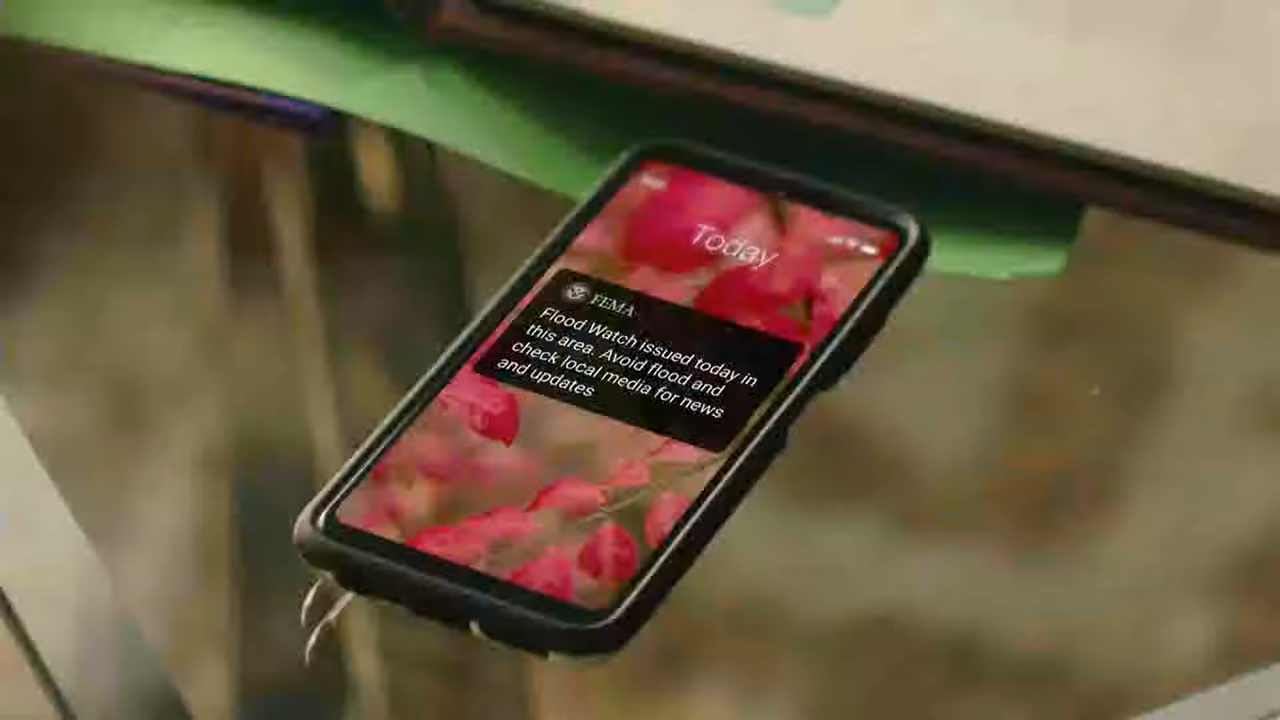 Today
FEMA
Flood Watch issued today in
this area. Avoid flood and
check local media for news
and updates